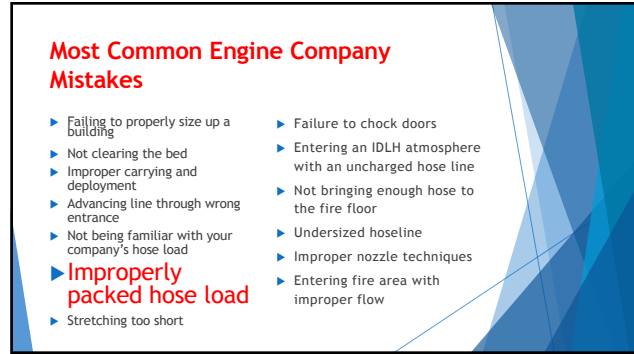 Most Common Engine Company
Mistakes
Failing to properly size up a
building
Not clearing the bed
Improper carrying and
deployment
Advancing line through wrong
entrance
Not being familiar with your
company's hose load
Improperly
packed hose load
Stretching too short
Failure to chock doors
Entering an IDLH atmosphere
with an uncharged hose line
Not bringing enough hose to
the fire floor
Undersized hoseline
Improper nozzle techniques
Entering fire area with
improper flow